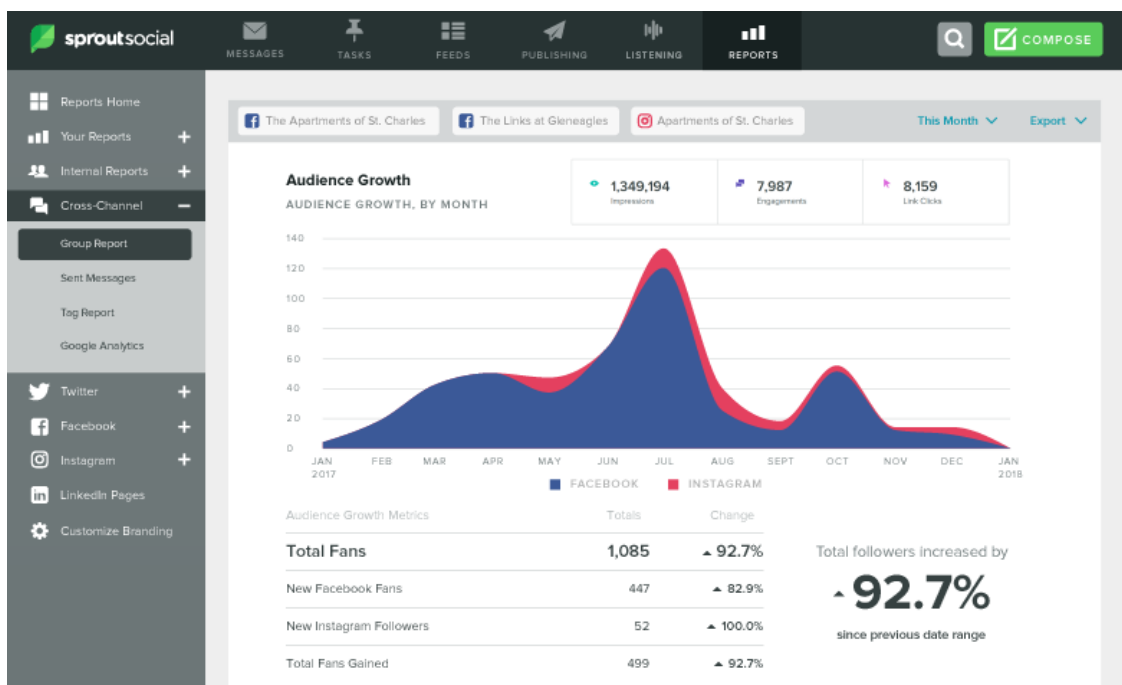 sproutsocial
MESSAGES TASKS FEEDS PUBLISHING LISTENING REPORTS COMPOSE
Reports Home
Your Reports
Internal Reports
Cross-Channel
Group Report
Sent Messages
Tag Report
Google Analytics
Twitter
Facebook
Instagram
LinkedIn Pages
Customize Branding
The Apartments of St. Charles The Links at Gleneagles Apartments of St. Charles This Month Export
Audience Growth
AUDIENCE GROWTH, BY MONTH
1,349,194 7,987 8,159
Impressions Engagements Link Clicks
140
120
100
80
60
40
20
0
JAN FEB MAR APR MAY JUN JUL AUG SEPT OCT NOV DEC JAN
2017 2018
FACEBOOK INSTAGRAM
Audience Growth Metrics Totals Change
Total Fans 1,085 92.7%
New Facebook Fans 447 82.9%
New Instagram Followers 52 100.0%
Total Fans Gained 499 92.7%
Total followers increased by
92.7%
since previous date range